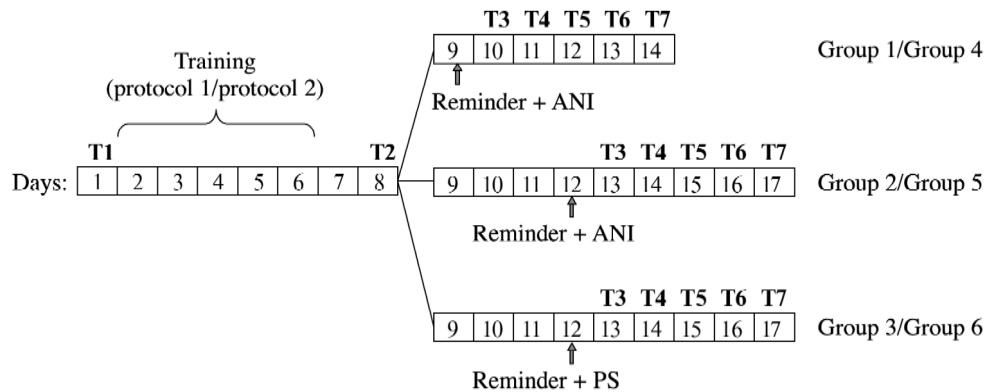 T3 T4 T5 T6 T7
9 10 11 12 13 14 Group 1/Group 4
Reminder + ANI
Training
(protocol 1/protocol 2)
T1 T2
Days: 1 2 3 4 5 6 7 8
T3 T4 T5 T6 T7
9 10 11 12 13 14 15 16 17 Group 2/Group 5
Reminder + ANI
T3 T4 T5 T6 T7
9 10 11 12 13 14 15 16 17 Group 3/Group 6
Reminder + PS